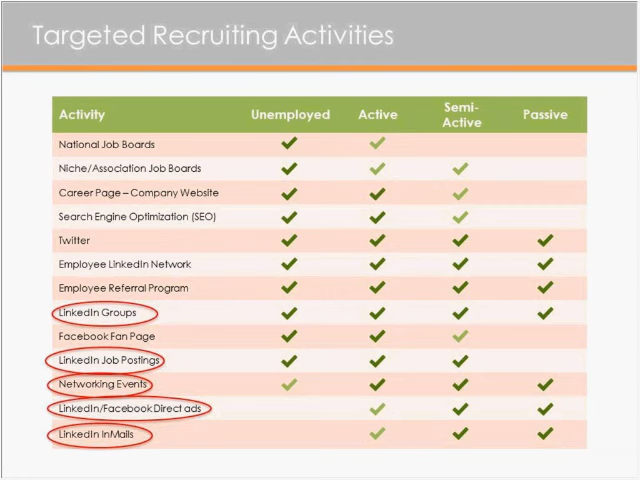 Targeted Recruiting Activities
Activity Unemployed Active Semi-Active Passive
National Job Boards
Niche/Association Job Boards
Career Page – Company Website
Search Engine Optimization (SEO)
Twitter
Employee LinkedIn Network
Employee Referral Program
LinkedIn Groups
Facebook Fan Page
LinkedIn Job Postings
Networking Events
LinkedIn/Facebook Direct ads
LinkedIn InMails